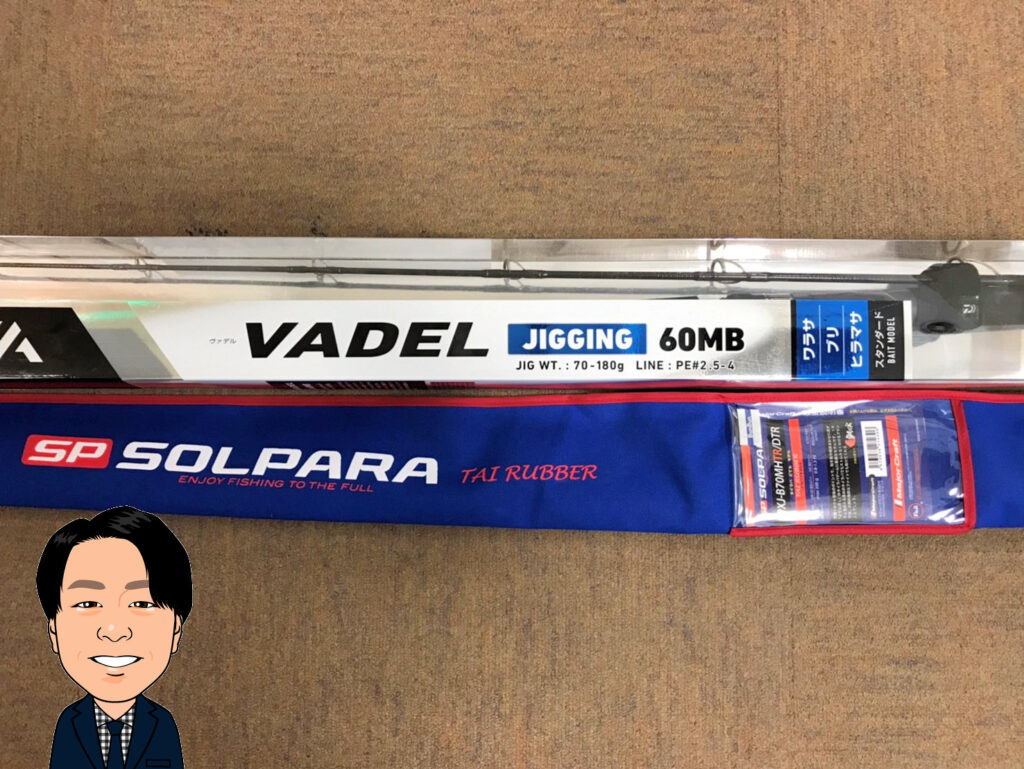 ヴァデル
VADEL
JIGGING 60MB
JIG WT. : 70-180g LINE : PE#2.5-4
ワラサ
ブリ
ヒラマサ
スタンダード
BAIT MODEL
SP SOLPARA
ENJOY FISHING TO THE FULL
TAI RUBBER
XJ-B70MHTR/DTR
Major Craft